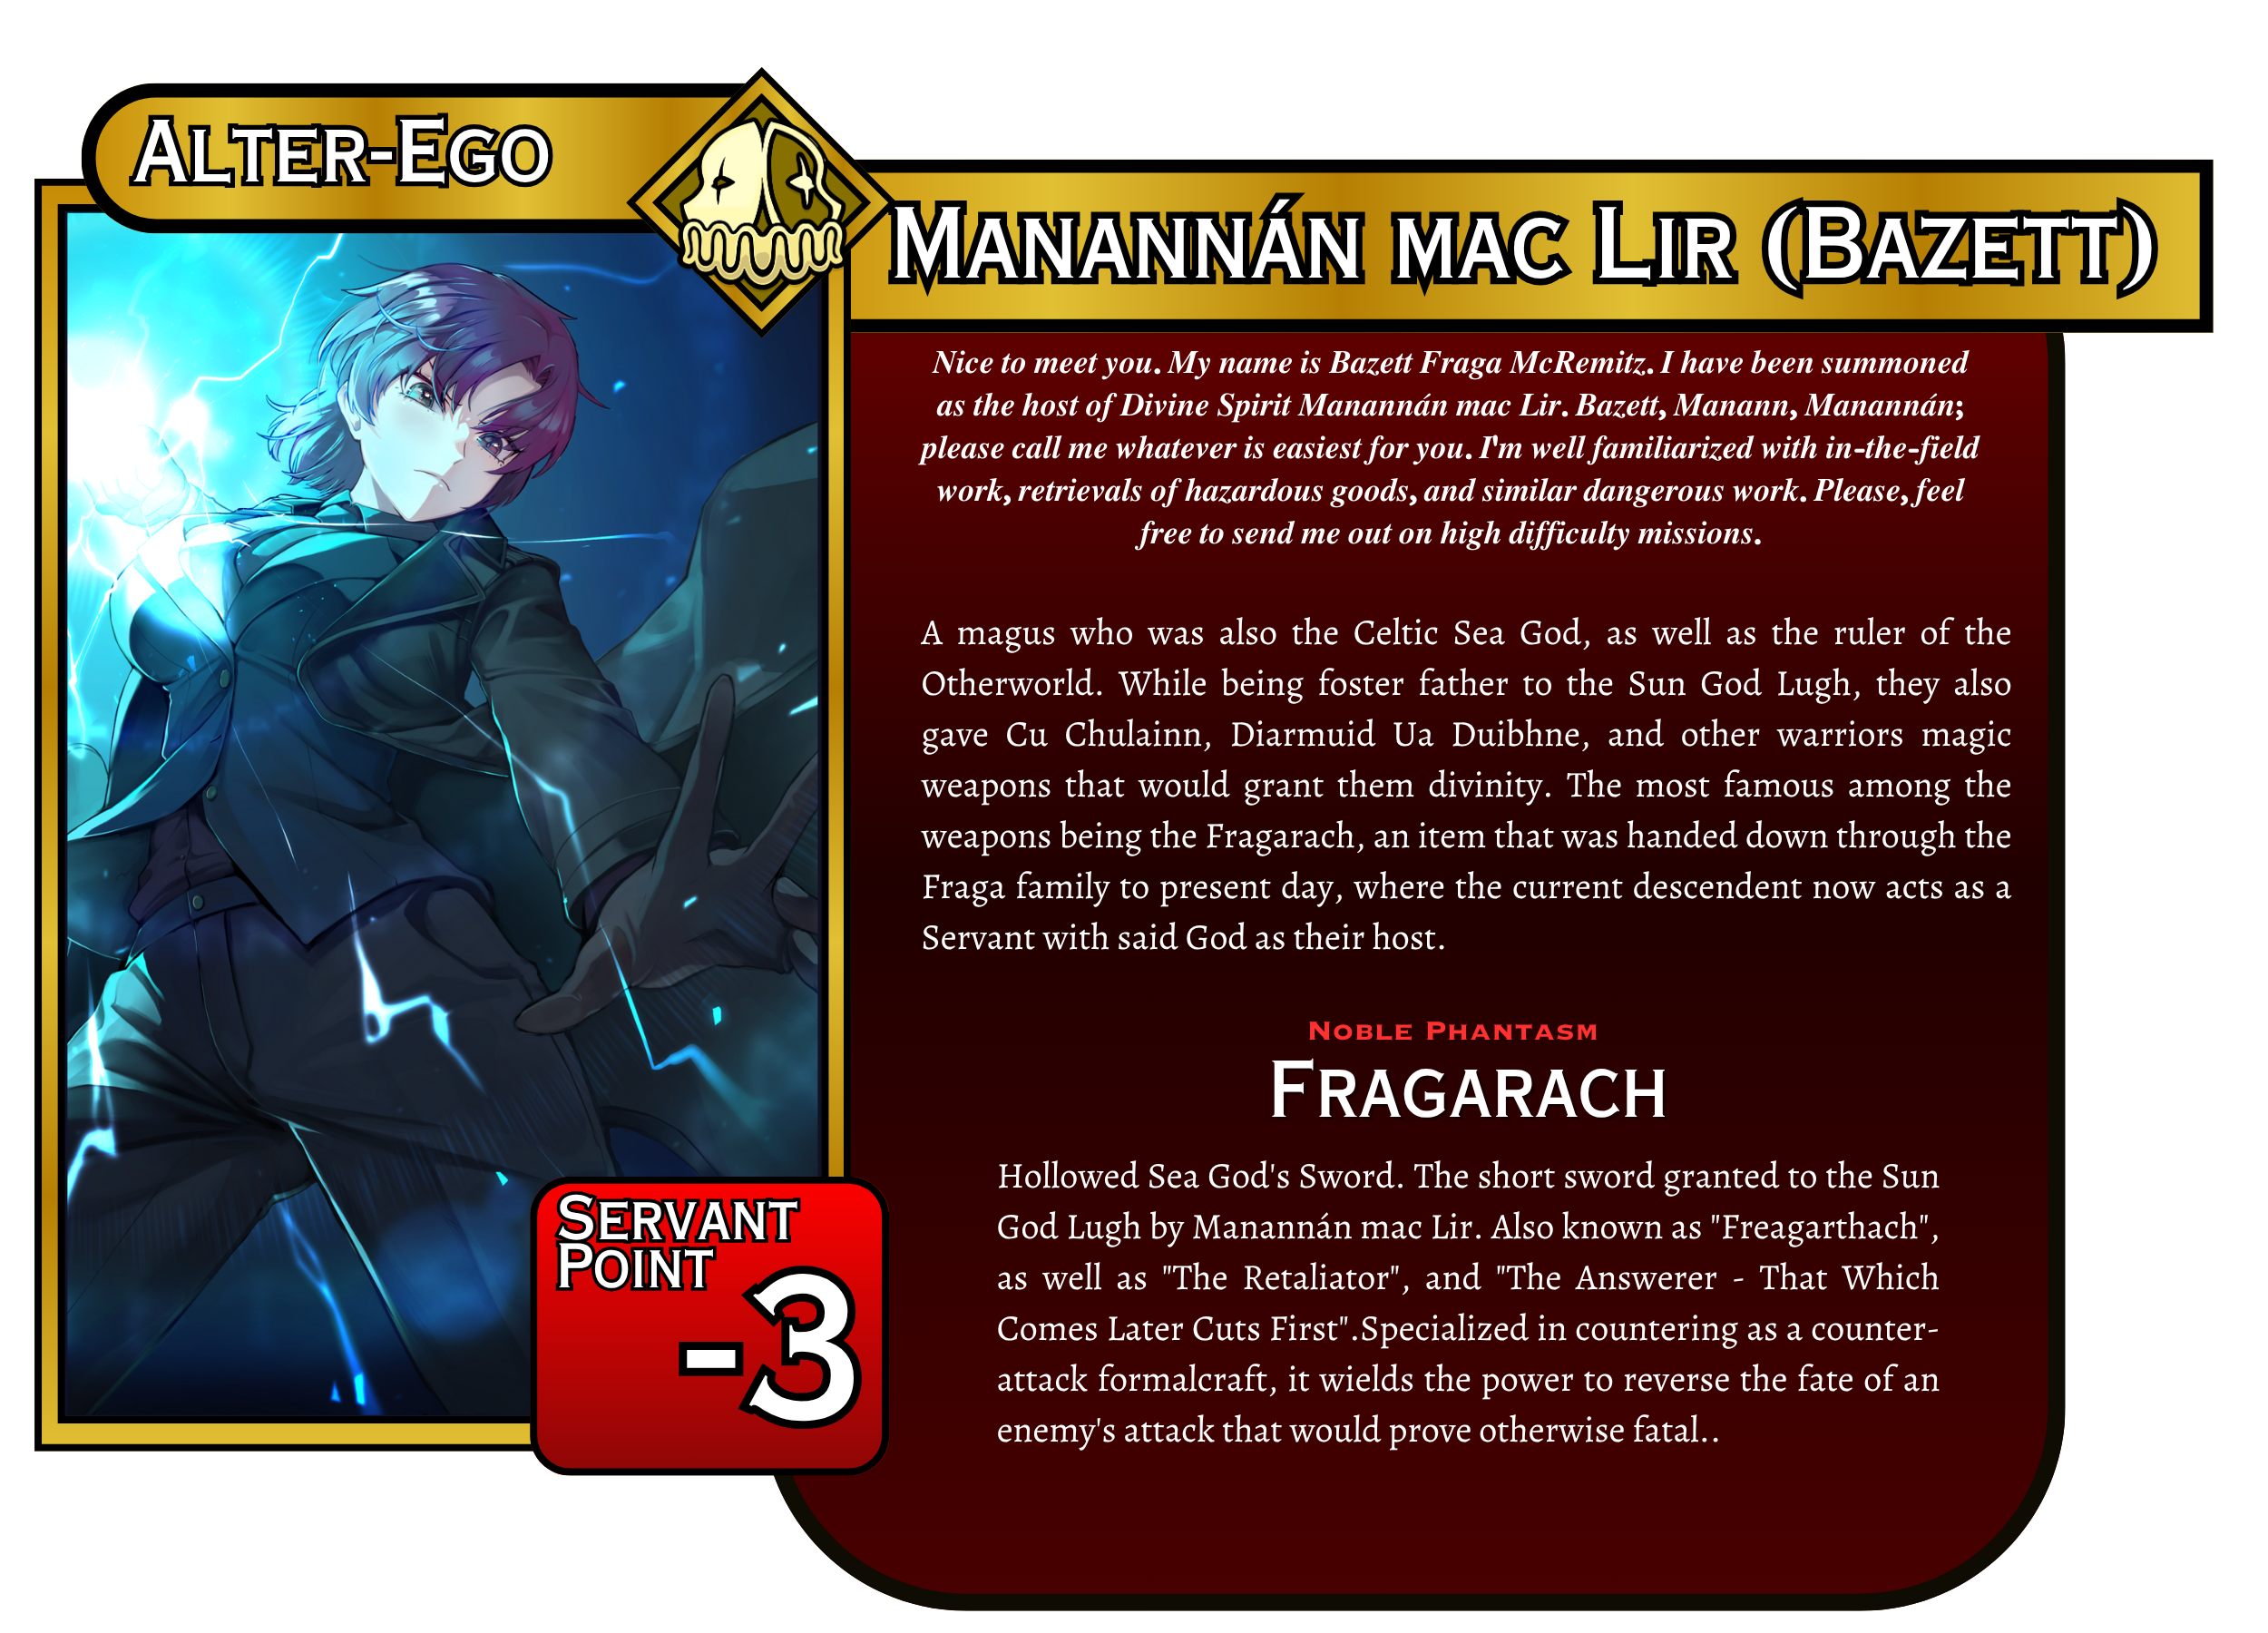 Alter-Ego
Manannán mac Lir (Bazett)
Nice to meet you. My name is Bazett Fraga McRemitz. I have been summoned
as the host of Divine Spirit Manannán mac Lir. Bazett, Manann, Manannán;
please call me whatever is easiest for you. I'm well familiarized with in-the-field
work, retrievals of hazardous goods, and similar dangerous work. Please, feel
free to send me out on high difficulty missions.
A magus who was also the Celtic Sea God, as well as the ruler of the
Otherworld. While being foster father to the Sun God Lugh, they also
gave Cu Chulainn, Diarmuid Ua Duibhne, and other warriors magic
weapons that would grant them divinity. The most famous among the
weapons being the Fragarach, an item that was handed down through the
Fraga family to present day, where the current descendent now acts as a
Servant with said God as their host.
Noble Phantasm
Fragarach
Hollowed Sea God's Sword. The short sword granted to the Sun
God Lugh by Manannán mac Lir. Also known as "Freagarthach",
as well as "The Retaliator", and "The Answerer - That Which
Comes Later Cuts First".Specialized in countering as a counter-
attack formalcraft, it wields the power to reverse the fate of an
enemy's attack that would prove otherwise fatal..
Servant
Point
-3